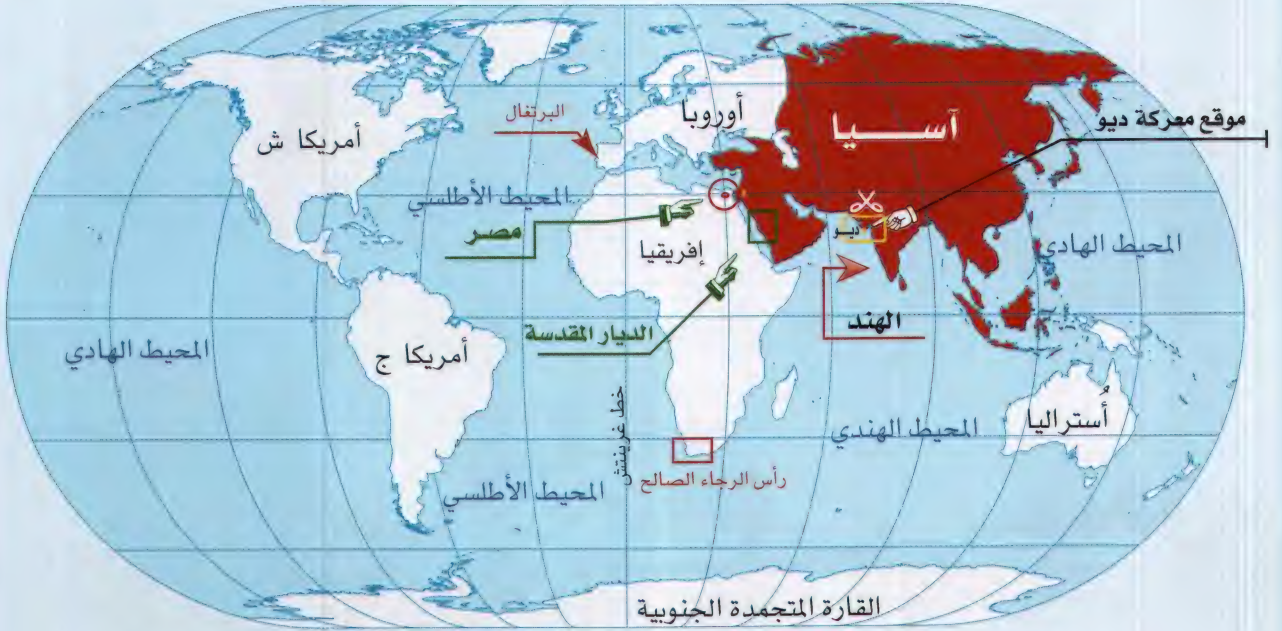 موقع معركة ديو
آســـيا
أوروبا
البرتغال
أمريكا ش
المحيط الأطلسي
مصر
إفريقيا
ديو
المحيط الهادي
الهند
الديار المقدسة
أمريكا ج
المحيط الهادي
أُستراليا
المحيط الهندي
خط غرينتش
رأس الرجاء الصالح
المحيط الأطلسي
القارة المتجمدة الجنوبية